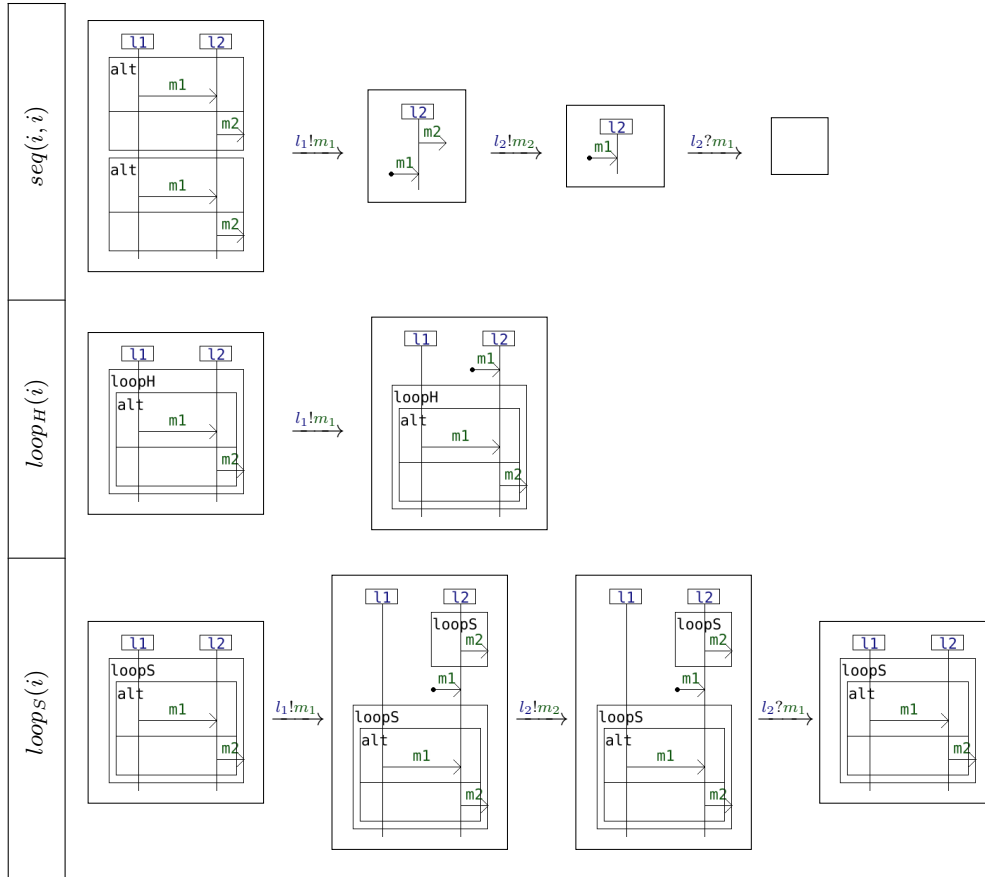 seq(i, i)
l1 l2
alt
m1
m2
alt
m1
m2
l₁!m₁
l2
m2
m1
l₂!m₂
l2
m1
l₂?m₁
loop_H(i)
l1 l2
loopH
alt
m1
m2
l₁!m₁
l1 l2
m1
loopH
alt
m1
m2
loop_S(i)
l1 l2
loopS
alt
m1
m2
l₁!m₁
l1 l2
loopS
m2
m1
loopS
alt
m1
m2
l₂!m₂
l1 l2
loopS
m2
m1
loopS
alt
m1
m2
l₂?m₁
l1 l2
loopS
alt
m1
m2